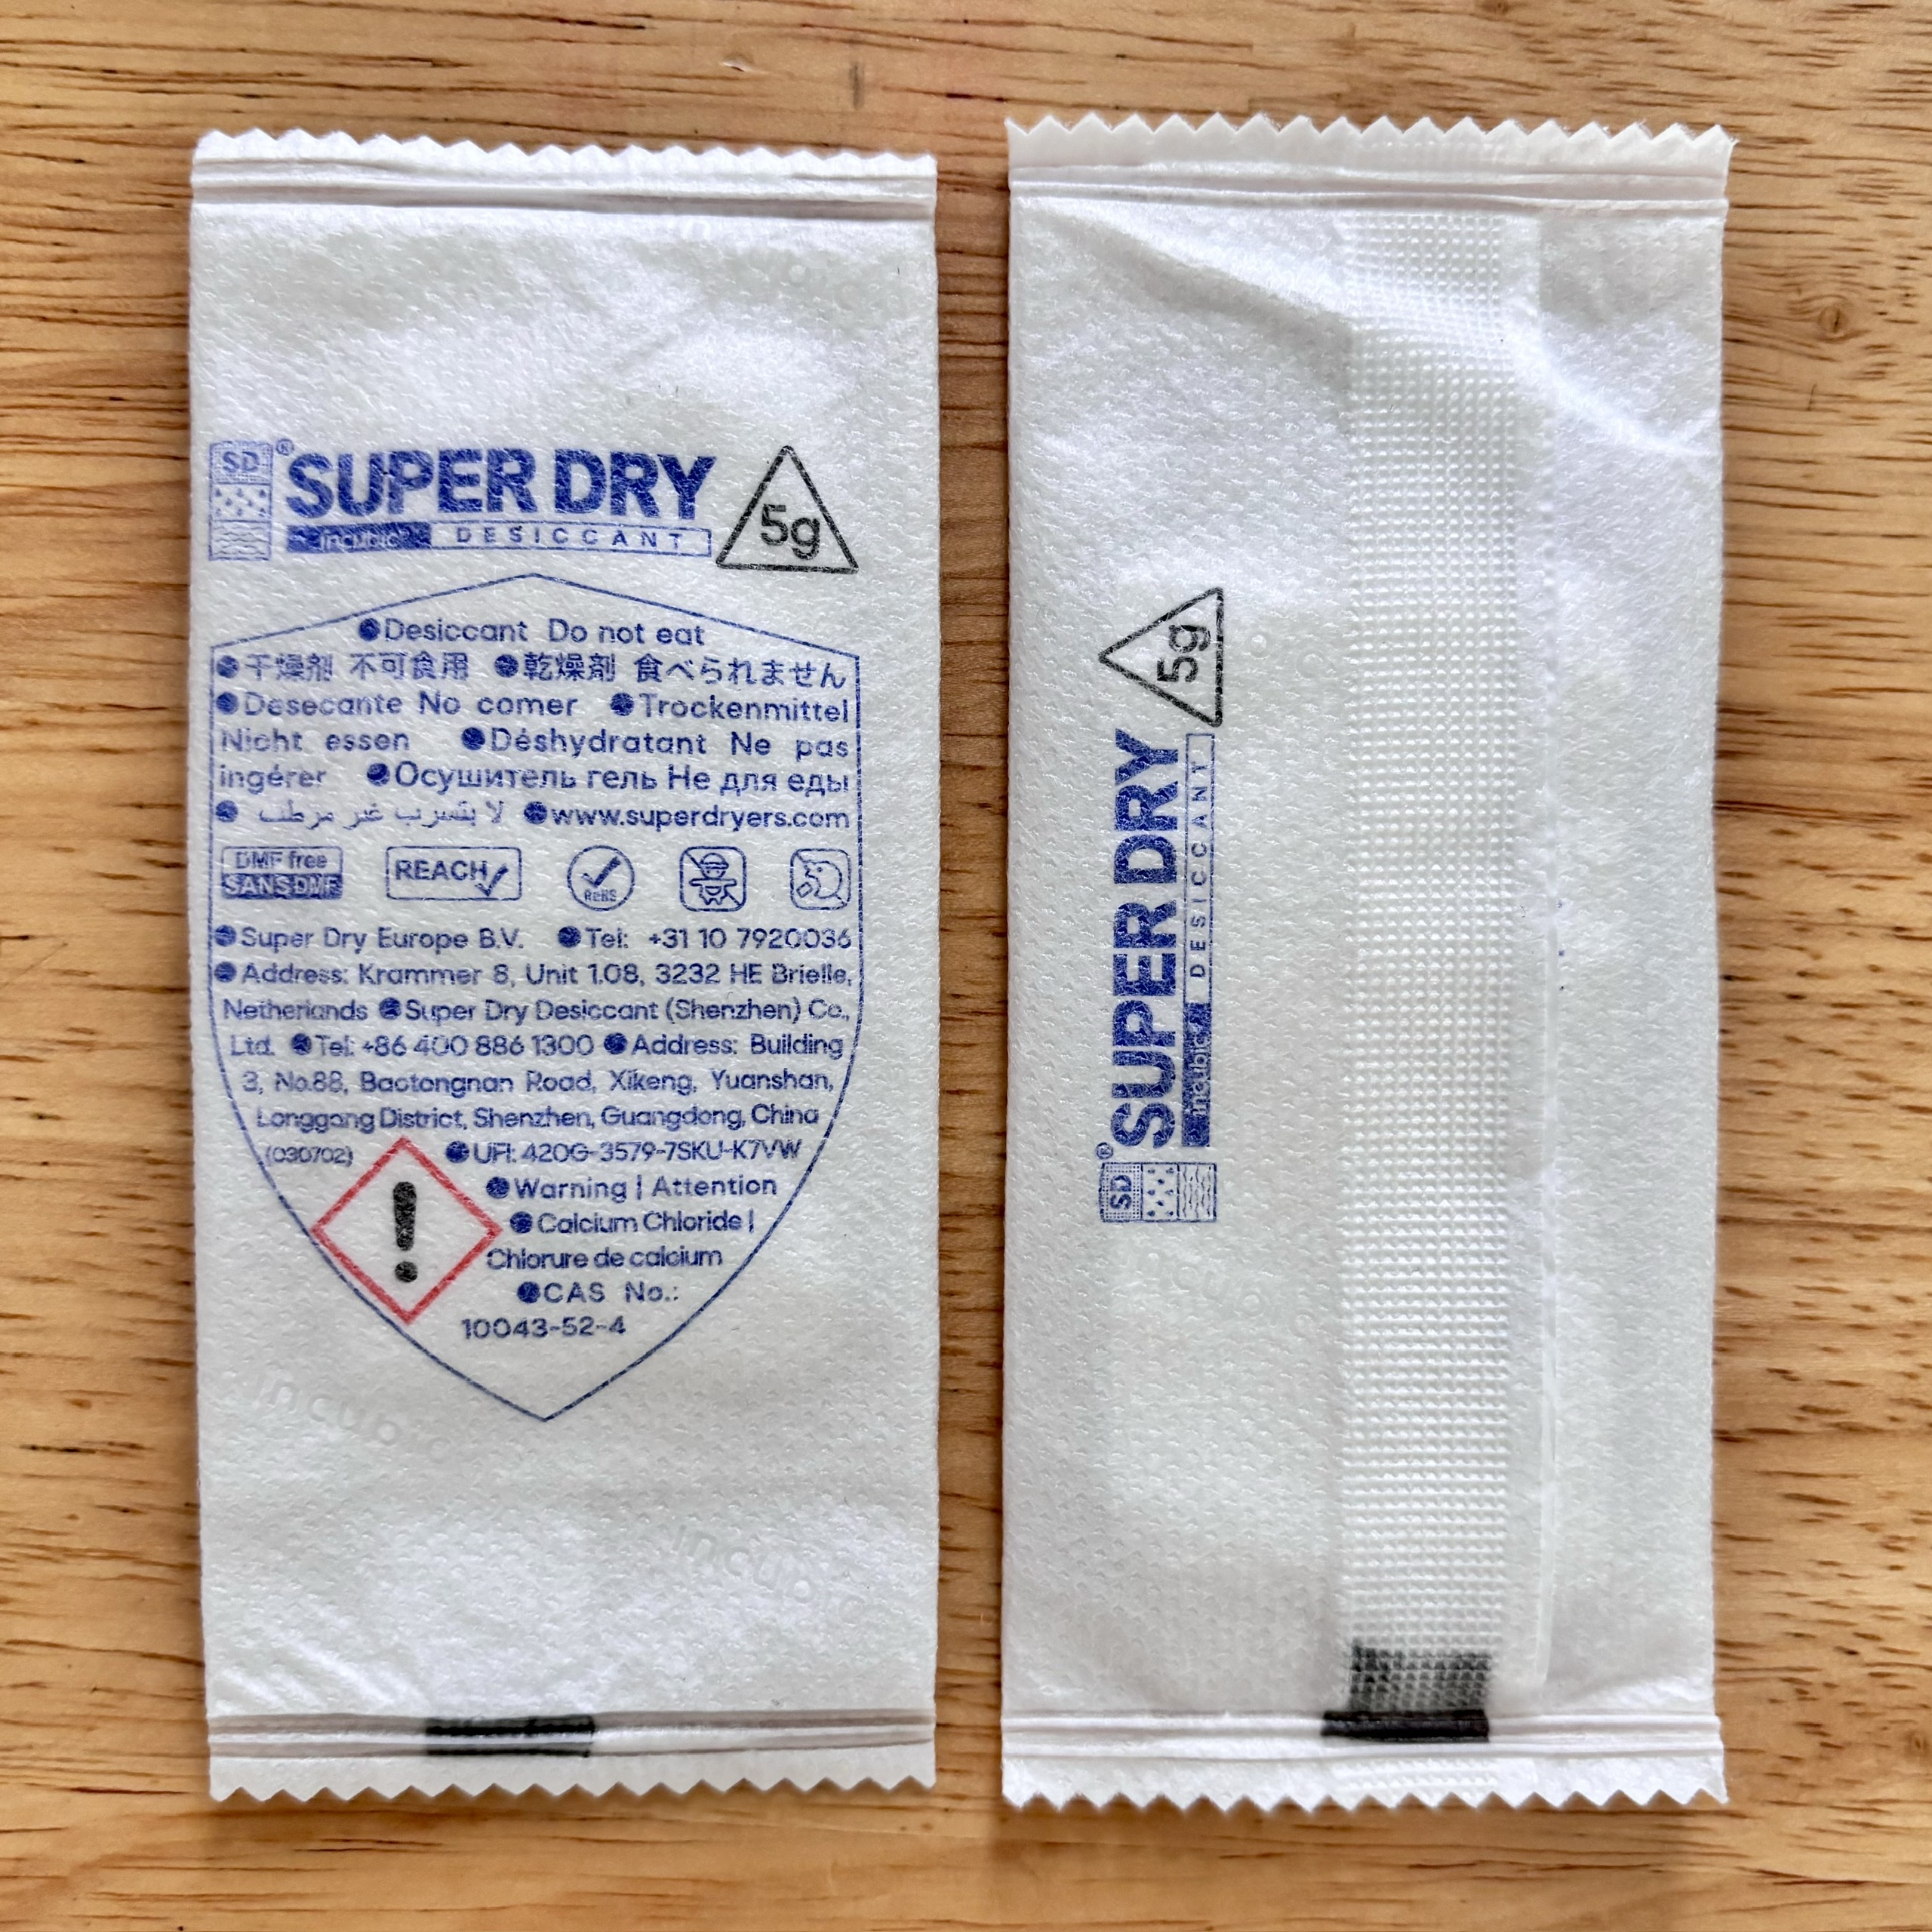 SD ® SUPER DRY 5g
incubic DESICCANT
●Desiccant Do not eat
●干燥剂 不可食用 ●乾燥剤 食べられません
●Desecante No comer ●Trockenmittel
Nicht essen ●Déshydratant Ne pas
ingérer ●Осушитель гель Не для еды
● لا يتسرب غير مرطب ●www.superdryers.com
DMF free
SANS DMF
REACH
RoHS
●Super Dry Europe B.V. ●Tel: +31 10 7920036
●Address: Krammer 8, Unit 1.08, 3232 HE Brielle,
Netherlands ●Super Dry Desiccant (Shenzhen) Co.,
Ltd. ●Tel: +86 400 886 1300 ●Address: Building
3, No.88, Baotongnan Road, Xikeng, Yuanshan,
Longgang District, Shenzhen, Guangdong, China
(030702) ●UFI: 420G-3579-7SKU-K7VW
●Warning | Attention
●Calcium Chloride |
Chlorure de calcium
●CAS No.:
10043-52-4
incubic
incubic
SD ® SUPER DRY 5g
incubic DESICCANT
incubic